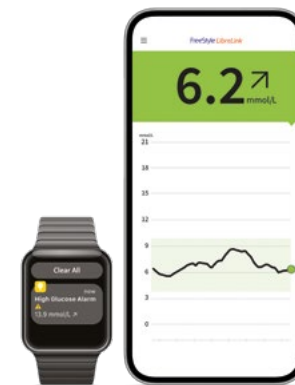 Clear All
now
High Glucose Alarm
13.9 mmol/L ↗
FreeStyle LibreLink
6.2 ↗
mmol/L
mmol/L
21
18
15
12
9
6
3
0